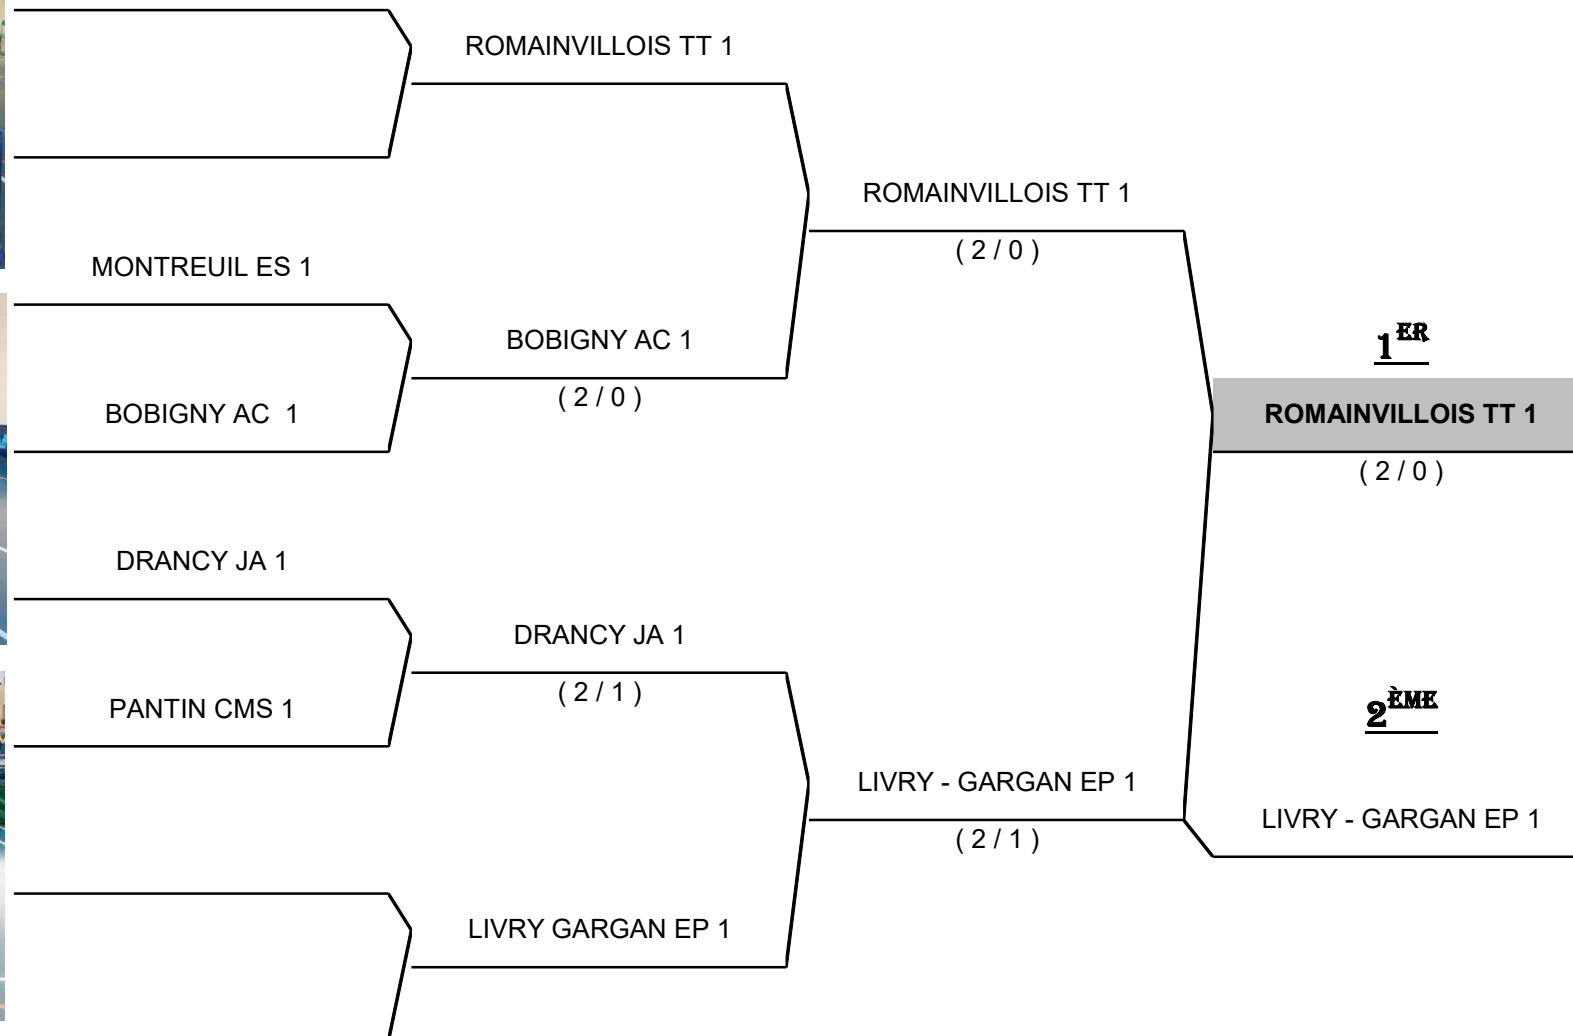 ROMAINVILLOIS TT 1
ROMAINVILLOIS TT 1
( 2 / 0 )
MONTREUIL ES 1
1ER
BOBIGNY AC 1
( 2 / 0 )
BOBIGNY AC  1
ROMAINVILLOIS TT 1
( 2 / 0 )
DRANCY JA 1
DRANCY JA 1
( 2 / 1 )
PANTIN CMS 1
2ÈME
LIVRY - GARGAN EP 1
( 2 / 1 )
LIVRY - GARGAN EP 1
LIVRY GARGAN EP 1